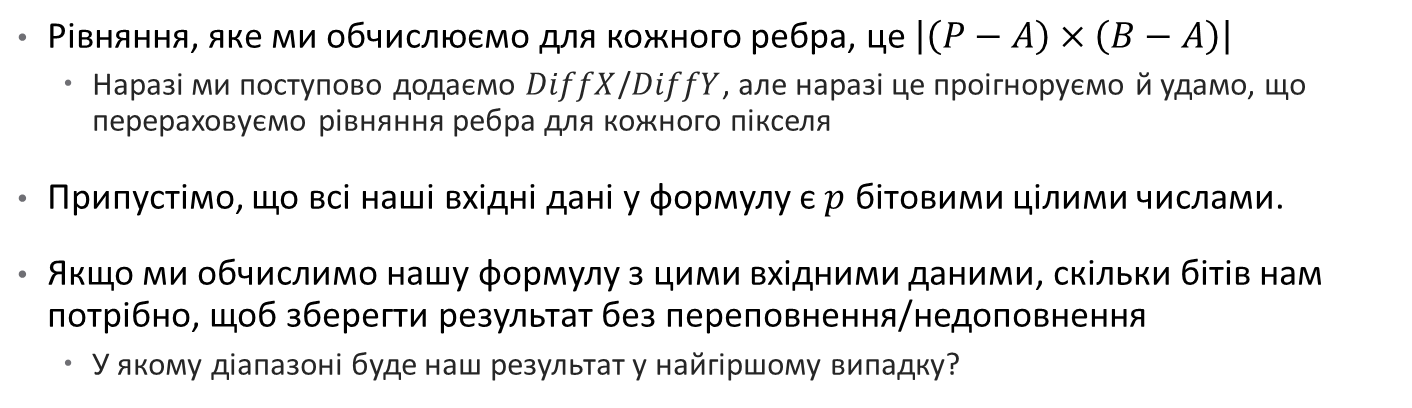 • Рівняння, яке ми обчислюємо для кожного ребра, це |(P − A) × (B − A)|
• Наразі ми поступово додаємо DiffX/DiffY, але наразі це проігноруємо й удамо, що
перераховуємо рівняння ребра для кожного пікселя
• Припустімо, що всі наші вхідні дані у формулу є p бітовими цілими числами.
• Якщо ми обчислимо нашу формулу з цими вхідними даними, скільки бітів нам
потрібно, щоб зберегти результат без переповнення/недоповнення
• У якому діапазоні буде наш результат у найгіршому випадку?